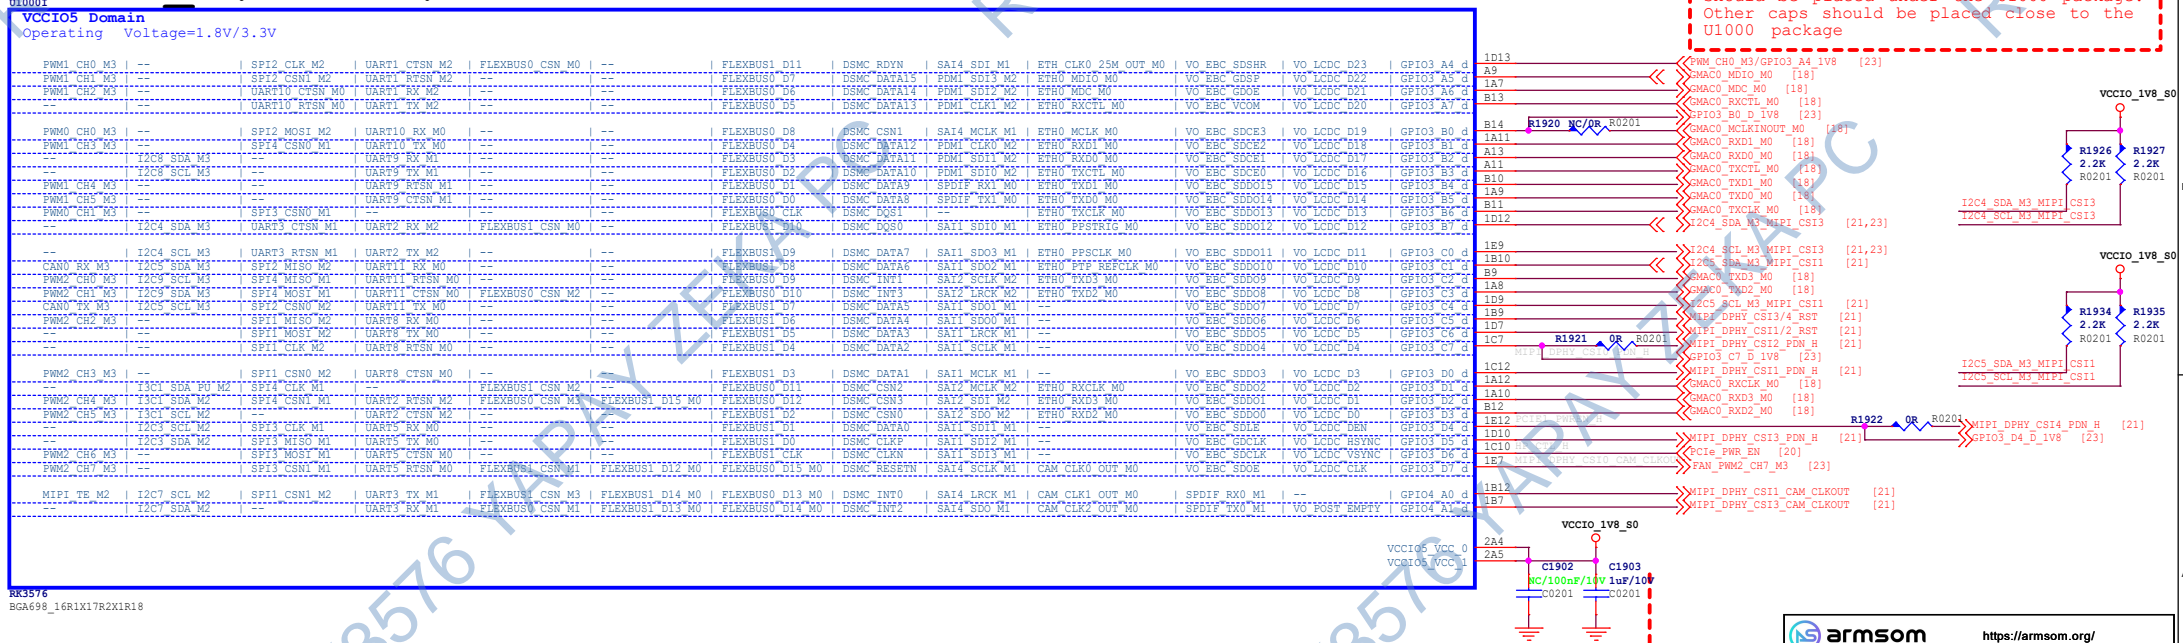 U1000I
VCCIO5 Domain
Operating Voltage=1.8V/3.3V
PWM1_CH0_M3 | -- | SPI2_CLK_M2 | UART1_CTSN_M2 | FLEXBUS0_CSN_M0 | -- | FLEXBUS1_D11 | DSMC_RDYN | SAI4_SDI_M1 | ETH_CLK0_25M_OUT_M0 | VO_EBC_SDSHR | VO_LCDC_D23 | GPIO3_A4_d
PWM1_CH1_M3 | -- | SPI2_CSN1_M2 | UART1_RTSN_M2 | -- | -- | FLEXBUS0_D7 | DSMC_DATA15 | PDM1_SDI3_M2 | ETH0_MDIO_M0 | VO_EBC_GDSP | VO_LCDC_D22 | GPIO3_A5_d
PWM1_CH2_M3 | -- | UART10_CTSN_M0 | UART1_RX_M2 | -- | -- | FLEXBUS0_D6 | DSMC_DATA14 | PDM1_SDI2_M2 | ETH0_MDC_M0 | VO_EBC_GDOE | VO_LCDC_D21 | GPIO3_A6_d
-- | -- | UART10_RTSN_M0 | UART1_TX_M2 | -- | -- | FLEXBUS0_D5 | DSMC_DATA13 | PDM1_CLK1_M2 | ETH0_RXCTL_M0 | VO_EBC_VCOM | VO_LCDC_D20 | GPIO3_A7_d
PWM0_CH0_M3 | -- | SPI2_MOSI_M2 | UART10_RX_M0 | -- | -- | FLEXBUS0_D8 | DSMC_CSN1 | SAI4_MCLK_M1 | ETH0_MCLK_M0 | VO_EBC_SDCE3 | VO_LCDC_D19 | GPIO3_B0_d
PWM1_CH3_M3 | -- | SPI4_CSN0_M1 | UART10_TX_M0 | -- | -- | FLEXBUS0_D4 | DSMC_DATA12 | PDM1_CLK0_M2 | ETH0_RXD1_M0 | VO_EBC_SDCE2 | VO_LCDC_D18 | GPIO3_B1_d
-- | I2C8_SDA_M3 | -- | UART9_RX_M1 | -- | -- | FLEXBUS0_D3 | DSMC_DATA11 | PDM1_SDI1_M2 | ETH0_RXD0_M0 | VO_EBC_SDCE1 | VO_LCDC_D17 | GPIO3_B2_d
-- | I2C8_SCL_M3 | -- | UART9_TX_M1 | -- | -- | FLEXBUS0_D2 | DSMC_DATA10 | PDM1_SDI0_M2 | ETH0_TXCTL_M0 | VO_EBC_SDCE0 | VO_LCDC_D16 | GPIO3_B3_d
PWM1_CH4_M3 | -- | -- | UART9_RTSN_M1 | -- | -- | FLEXBUS0_D1 | DSMC_DATA9 | SPDIF_RX1_M0 | ETH0_TXD1_M0 | VO_EBC_SDDO15 | VO_LCDC_D15 | GPIO3_B4_d
PWM1_CH5_M3 | -- | -- | UART9_CTSN_M1 | -- | -- | FLEXBUS0_D0 | DSMC_DATA8 | SPDIF_TX1_M0 | ETH0_TXD0_M0 | VO_EBC_SDDO14 | VO_LCDC_D14 | GPIO3_B5_d
PWM0_CH1_M3 | -- | SPI3_CSN0_M1 | -- | -- | -- | FLEXBUS0_CLK | DSMC_DQS1 | -- | ETH0_TXCLK_M0 | VO_EBC_SDDO13 | VO_LCDC_D13 | GPIO3_B6_d
-- | I2C4_SDA_M3 | UART3_CTSN_M1 | UART2_RX_M2 | FLEXBUS1_CSN_M0 | -- | FLEXBUS1_D10 | DSMC_DQS0 | SAI1_SDI0_M1 | ETH0_PPSTRIG_M0 | VO_EBC_SDDO12 | VO_LCDC_D12 | GPIO3_B7_d
-- | I2C4_SCL_M3 | UART3_RTSN_M1 | UART2_TX_M2 | -- | -- | FLEXBUS1_D9 | DSMC_DATA7 | SAI1_SDO3_M1 | ETH0_PPSCLK_M0 | VO_EBC_SDDO11 | VO_LCDC_D11 | GPIO3_C0_d
CAN0_RX_M3 | I2C5_SDA_M3 | SPI2_MISO_M2 | UART11_RX_M0 | -- | -- | FLEXBUS1_D8 | DSMC_DATA6 | SAI1_SDO2_M1 | ETH0_PTP_REFCLK_M0 | VO_EBC_SDDO10 | VO_LCDC_D10 | GPIO3_C1_d
PWM2_CH0_M3 | I2C9_SCL_M3 | SPI4_MISO_M1 | UART11_RTSN_M0 | -- | -- | FLEXBUS0_D9 | DSMC_INT1 | SAI2_SCLK_M2 | ETH0_TXD3_M0 | VO_EBC_SDDO9 | VO_LCDC_D9 | GPIO3_C2_d
PWM2_CH1_M3 | I2C9_SDA_M3 | SPI4_MOSI_M1 | UART11_CTSN_M0 | FLEXBUS0_CSN_M2 | -- | FLEXBUS0_D10 | DSMC_INT3 | SAI2_LRCK_M2 | ETH0_TXD2_M0 | VO_EBC_SDDO8 | VO_LCDC_D8 | GPIO3_C3_d
CAN0_TX_M3 | I2C5_SCL_M3 | SPI2_CSN0_M2 | UART11_TX_M0 | -- | -- | FLEXBUS1_D7 | DSMC_DATA5 | SAI1_SDO1_M1 | -- | VO_EBC_SDDO7 | VO_LCDC_D7 | GPIO3_C4_d
PWM2_CH2_M3 | -- | SPI1_MISO_M2 | UART8_RX_M0 | -- | -- | FLEXBUS1_D6 | DSMC_DATA4 | SAI1_SDO0_M1 | -- | VO_EBC_SDDO6 | VO_LCDC_D6 | GPIO3_C5_d
-- | -- | SPI1_MOSI_M2 | UART8_TX_M0 | -- | -- | FLEXBUS1_D5 | DSMC_DATA3 | SAI1_LRCK_M1 | -- | VO_EBC_SDDO5 | VO_LCDC_D5 | GPIO3_C6_d
-- | -- | SPI1_CLK_M2 | UART8_RTSN_M0 | -- | -- | FLEXBUS1_D4 | DSMC_DATA2 | SAI1_SCLK_M1 | -- | VO_EBC_SDDO4 | VO_LCDC_D4 | GPIO3_C7_d
PWM2_CH3_M3 | -- | SPI1_CSN0_M2 | UART8_CTSN_M0 | -- | -- | FLEXBUS1_D3 | DSMC_DATA1 | SAI1_MCLK_M1 | -- | VO_EBC_SDDO3 | VO_LCDC_D3 | GPIO3_D0_d
-- | I3C1_SDA_PU_M2 | SPI4_CLK_M1 | -- | FLEXBUS1_CSN_M2 | -- | FLEXBUS0_D11 | DSMC_CSN2 | SAI2_MCLK_M2 | ETH0_RXCLK_M0 | VO_EBC_SDDO2 | VO_LCDC_D2 | GPIO3_D1_d
PWM2_CH4_M3 | I3C1_SDA_M2 | SPI4_CSN1_M1 | UART2_RTSN_M2 | FLEXBUS0_CSN_M3 | FLEXBUS1_D15_M0 | FLEXBUS0_D12 | DSMC_CSN3 | SAI2_SDI_M2 | ETH0_RXD3_M0 | VO_EBC_SDDO1 | VO_LCDC_D1 | GPIO3_D2_d
PWM2_CH5_M3 | I3C1_SCL_M2 | -- | UART2_CTSN_M2 | -- | -- | FLEXBUS1_D2 | DSMC_CSN0 | SAI2_SDO_M2 | ETH0_RXD2_M0 | VO_EBC_SDDO0 | VO_LCDC_D0 | GPIO3_D3_d
-- | I2C3_SCL_M2 | SPI3_CLK_M1 | UART5_RX_M0 | -- | -- | FLEXBUS1_D1 | DSMC_DATA0 | SAI1_SDI1_M1 | -- | VO_EBC_SDLE | VO_LCDC_DEN | GPIO3_D4_d
-- | I2C3_SDA_M2 | SPI3_MISO_M1 | UART5_TX_M0 | -- | -- | FLEXBUS1_D0 | DSMC_CLKP | SAI1_SDI2_M1 | -- | VO_EBC_GDCLK | VO_LCDC_HSYNC | GPIO3_D5_d
PWM2_CH6_M3 | -- | SPI3_MOSI_M1 | UART5_CTSN_M0 | -- | -- | FLEXBUS1_CLK | DSMC_CLKN | SAI1_SDI3_M1 | -- | VO_EBC_SDCLK | VO_LCDC_VSYNC | GPIO3_D6_d
PWM2_CH7_M3 | -- | SPI3_CSN1_M1 | UART5_RTSN_M0 | FLEXBUS1_CSN_M1 | FLEXBUS1_D12_M0 | FLEXBUS0_D15_M0 | DSMC_RESETN | SAI4_SCLK_M1 | CAM_CLK0_OUT_M0 | VO_EBC_SDOE | VO_LCDC_CLK | GPIO3_D7_d
MIPI_TE_M2 | I2C7_SCL_M2 | SPI1_CSN1_M2 | UART3_TX_M1 | FLEXBUS1_CSN_M3 | FLEXBUS1_D14_M0 | FLEXBUS0_D13_M0 | DSMC_INT0 | SAI4_LRCK_M1 | CAM_CLK1_OUT_M0 | SPDIF_RX0_M1 | -- | GPIO4_A0_d
-- | I2C7_SDA_M2 | -- | UART3_RX_M1 | FLEXBUS0_CSN_M1 | FLEXBUS1_D13_M0 | FLEXBUS0_D14_M0 | DSMC_INT2 | SAI4_SDO_M1 | CAM_CLK2_OUT_M0 | SPDIF_TX0_M1 | VO_POST_EMPTY | GPIO4_A1_d
VCCIO5_VCC_0
VCCIO5_VCC_1
RK3576
BGA698_16R1X17R2X1R18
1D13
A9
1A7
B13
B14
1A11
A13
A11
B10
1A9
B11
1D12
1E9
1B10
B9
1A8
1D9
1B9
1D7
1C7
1C12
1A12
1A10
B12
1E12
1D10
1C10
1E7
1B12
1B7
2A4
2A5
Other caps should be placed close to the
U1000 package
PWM_CH0_M3/GPIO3_A4_1V8 [23]
GMAC0_MDIO_M0 [18]
GMAC0_MDC_M0 [18]
GMAC0_RXCTL_M0 [18]
GPIO3_B0_D_1V8 [23]
R1920 NC/0R R0201
GMAC0_MCLKINOUT_M0 [18]
GMAC0_RXD1_M0 [18]
GMAC0_RXD0_M0 [18]
GMAC0_TXCTL_M0 [18]
GMAC0_TXD1_M0 [18]
GMAC0_TXD0_M0 [18]
GMAC0_TXCLK_M0 [18]
I2C4_SDA_M3_MIPI_CSI3 [21,23]
I2C4_SCL_M3_MIPI_CSI3 [21,23]
I2C5_SDA_M3_MIPI_CSI1 [21]
GMAC0_TXD3_M0 [18]
GMAC0_TXD2_M0 [18]
I2C5_SCL_M3_MIPI_CSI1 [21]
MIPI_DPHY_CSI3/4_RST [21]
MIPI_DPHY_CSI1/2_RST [21]
R1921 0R R0201
MIPI_DPHY_CSI2_PDN_H [21]
GPIO3_C7_D_1V8 [23]
MIPI_DPHY_CSI1_PDN_H [21]
GMAC0_RXCLK_M0 [18]
GMAC0_RXD3_M0 [18]
GMAC0_RXD2_M0 [18]
R1922 0R R0201
MIPI_DPHY_CSI4_PDN_H [21]
GPIO3_D4_D_1V8 [23]
MIPI_DPHY_CSI3_PDN_H [21]
PCIe_PWR_EN [20]
FAN_PWM2_CH7_M3 [23]
MIPI_DPHY_CSI0_CAM_CLKOU
MIPI_DPHY_CSI1_CAM_CLKOUT [21]
MIPI_DPHY_CSI3_CAM_CLKOUT [21]
VCCIO_1V8_S0
C1902 C1903
NC/100nF/10V 1uF/10V
C0201 C0201
VCCIO_1V8_S0
R1926 R1927
2.2K 2.2K
R0201 R0201
I2C4_SDA_M3_MIPI_CSI3
I2C4_SCL_M3_MIPI_CSI3
VCCIO_1V8_S0
R1934 R1935
2.2K 2.2K
R0201 R0201
I2C5_SDA_M3_MIPI_CSI1
I2C5_SCL_M3_MIPI_CSI1
armsom https://armsom.org/
YAPAY ZEKA PC
3576 YAPAY ZEKA PC